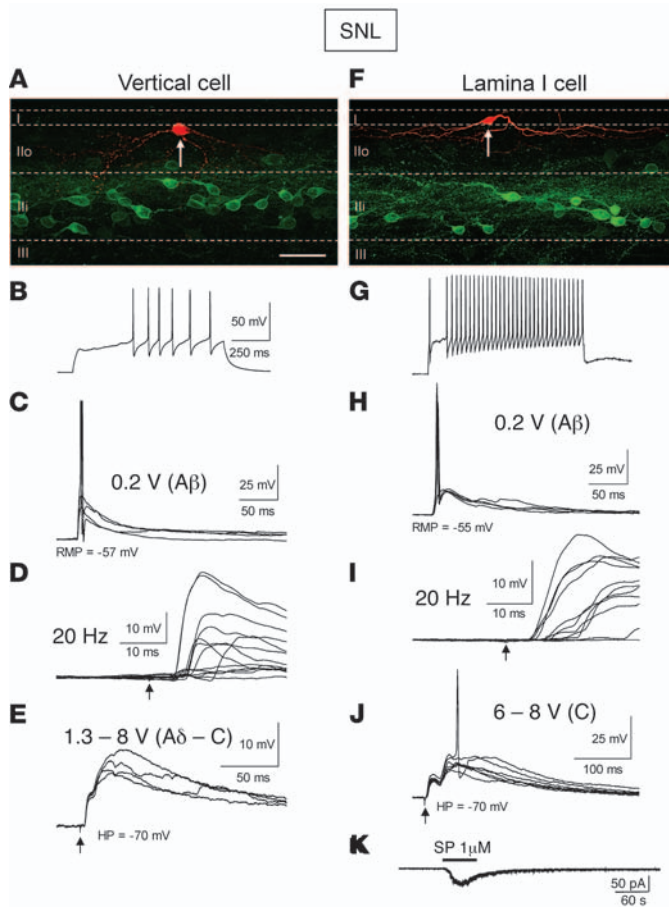 SNL
A
Vertical cell
I
IIo
IIi
III
B
50 mV
250 ms
C
0.2 V (Aβ)
25 mV
50 ms
RMP = -57 mV
D
20 Hz
10 mV
10 ms
E
1.3 – 8 V (Aδ – C)
10 mV
50 ms
HP = -70 mV
F
Lamina I cell
I
IIo
IIi
III
G
H
0.2 V (Aβ)
25 mV
50 ms
RMP = -55 mV
I
20 Hz
10 mV
10 ms
J
6 – 8 V (C)
25 mV
100 ms
HP = -70 mV
K
SP 1μM
50 pA
60 s